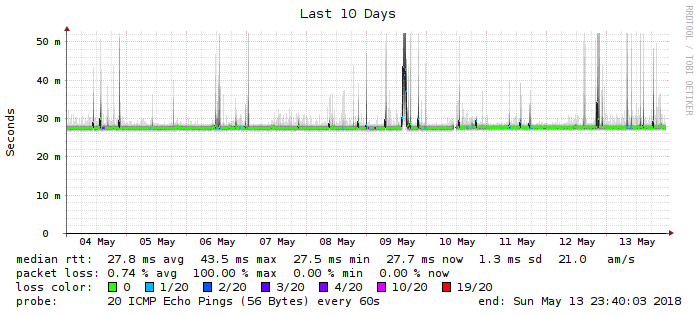 Last 10 Days
RRDTOOL / TOBI OETIKER
Seconds
50 m
40 m
30 m
20 m
10 m
0
04 May 05 May 06 May 07 May 08 May 09 May 10 May 11 May 12 May 13 May
median rtt: 27.8 ms avg 43.5 ms max 27.5 ms min 27.7 ms now 1.3 ms sd 21.0 am/s
packet loss: 0.74 % avg 100.00 % max 0.00 % min 0.00 % now
loss color: 0 1/20 2/20 3/20 4/20 10/20 19/20
probe: 20 ICMP Echo Pings (56 Bytes) every 60s end: Sun May 13 23:40:03 2018